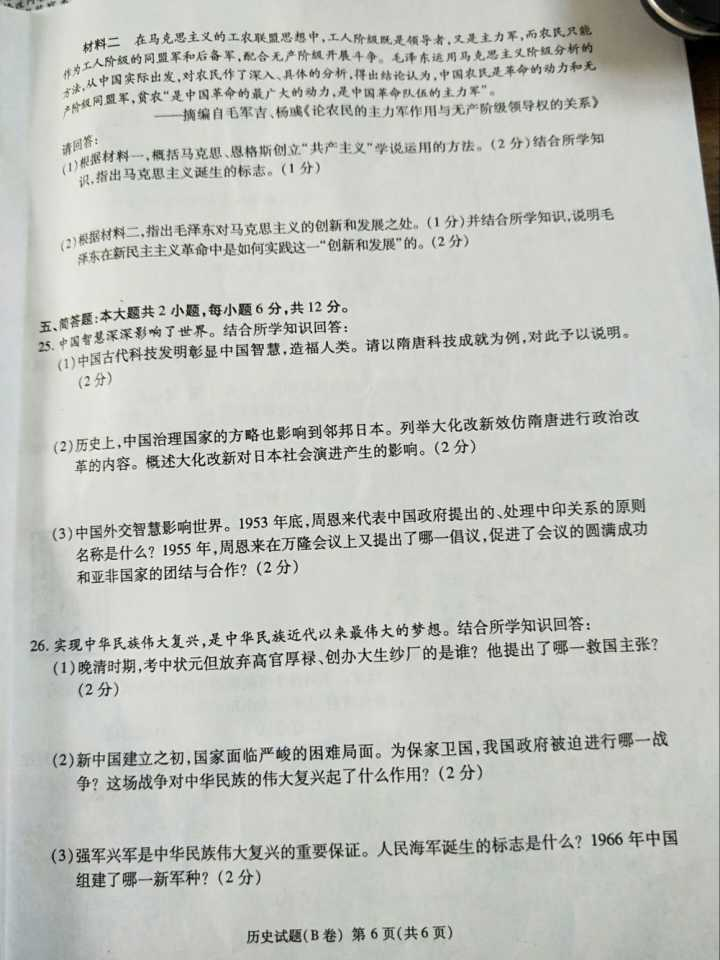 材料二 在马克思主义的工农联盟思想中,工人阶级既是领导者,又是主力军,而农民只能
作为工人阶级的同盟军和后备军,配合无产阶级开展斗争。毛泽东运用马克思主义阶级分析的
方法,从中国实际出发,对农民作了深入、具体的分析,得出结论认为,中国农民是革命的动力和无
产阶级同盟军,贫农“是中国革命的最广大的动力,是中国革命队伍的主力军”。
——摘编自毛军吉、杨彧《论农民的主力军作用与无产阶级领导权的关系》
请回答:
(1)根据材料一,概括马克思、恩格斯创立“共产主义”学说运用的方法。(2分)结合所学知
识,指出马克思主义诞生的标志。(1分)
(2)根据材料二,指出毛泽东对马克思主义的创新和发展之处。(1分)并结合所学知识,说明毛
泽东在新民主主义革命中是如何实践这一“创新和发展”的。(2分)
五、简答题:本大题共2小题,每小题6分,共12分。
25.中国智慧深深影响了世界。结合所学知识回答:
(1)中国古代科技发明彰显中国智慧,造福人类。请以隋唐科技成就为例,对此予以说明。
(2分)
(2)历史上,中国治理国家的方略也影响到邻邦日本。列举大化改新效仿隋唐进行政治改
革的内容。概述大化改新对日本社会演进产生的影响。(2分)
(3)中国外交智慧影响世界。1953年底,周恩来代表中国政府提出的、处理中印关系的原则
名称是什么?1955年,周恩来在万隆会议上又提出了哪一倡议,促进了会议的圆满成功
和亚非国家的团结与合作?(2分)
26.实现中华民族伟大复兴,是中华民族近代以来最伟大的梦想。结合所学知识回答:
(1)晚清时期,考中状元但放弃高官厚禄、创办大生纱厂的是谁?他提出了哪一救国主张?
(2分)
(2)新中国建立之初,国家面临严峻的困难局面。为保家卫国,我国政府被迫进行哪一战
争?这场战争对中华民族的伟大复兴起了什么作用?(2分)
(3)强军兴军是中华民族伟大复兴的重要保证。人民海军诞生的标志是什么?1966年中国
组建了哪一新军种?(2分)
历史试题(B卷) 第6页(共6页)